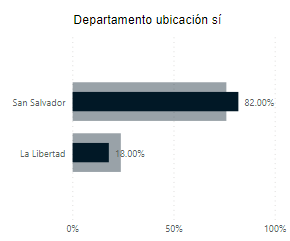 Departamento ubicación sí
San Salvador 82.00%
La Libertad 18.00%
0% 50% 100%